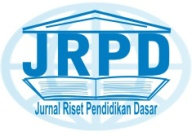 JRPD
Jurnal Riset Pendidikan Dasar